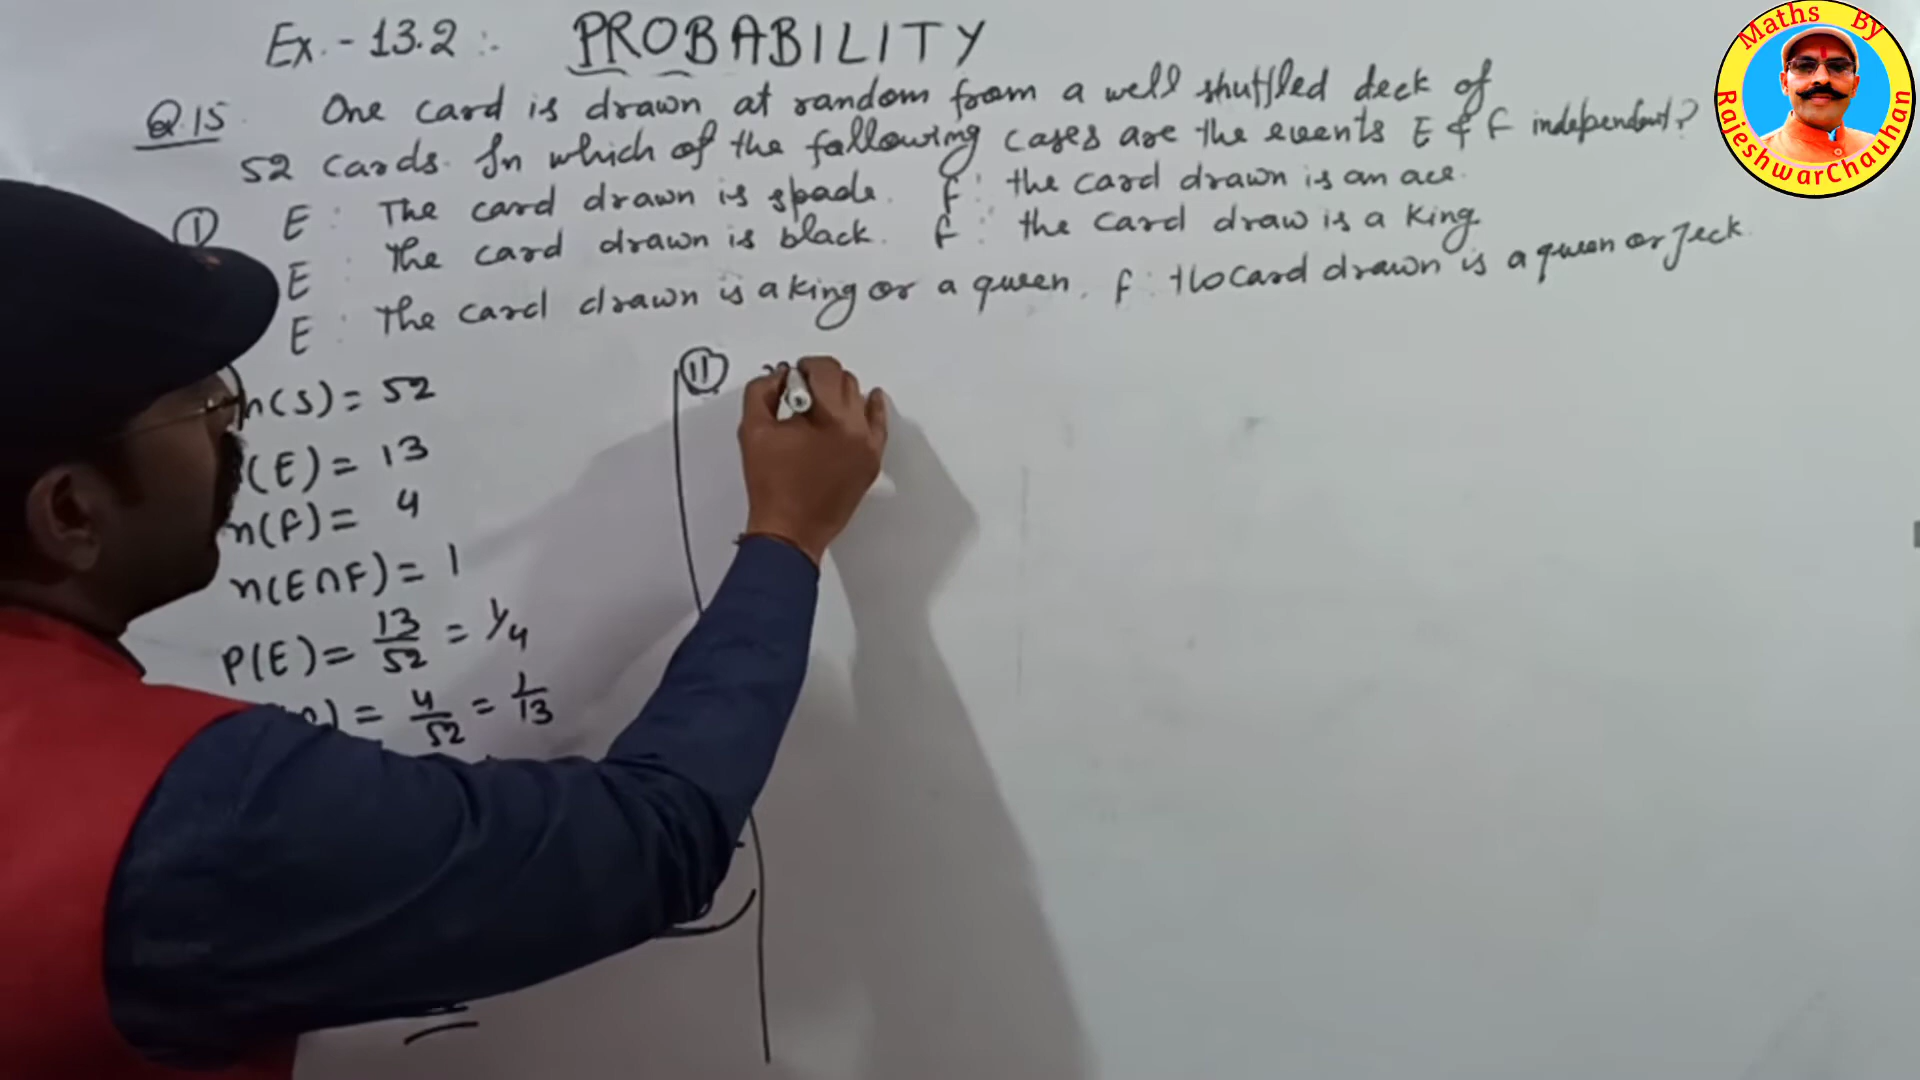 Ex. - 13.2 :- PROBABILITY
Q.15. One card is drawn at random from a well shuffled deck of
52 cards. In which of the following cases are the events E & F independent?
(I) E : The card drawn is spade. F : the card drawn is an ace.
E : The card drawn is black. F : the card draw is a king.
E : The card drawn is a king or a queen. F : the card drawn is a queen or Jeck.
n(S) = 52
(E) = 13
n(F) = 4
n(E∩F) = 1
P(E) = 13/52 = 1/4
) = 4/52 = 1/13
(II)
Maths By
RajeshwarChauhan